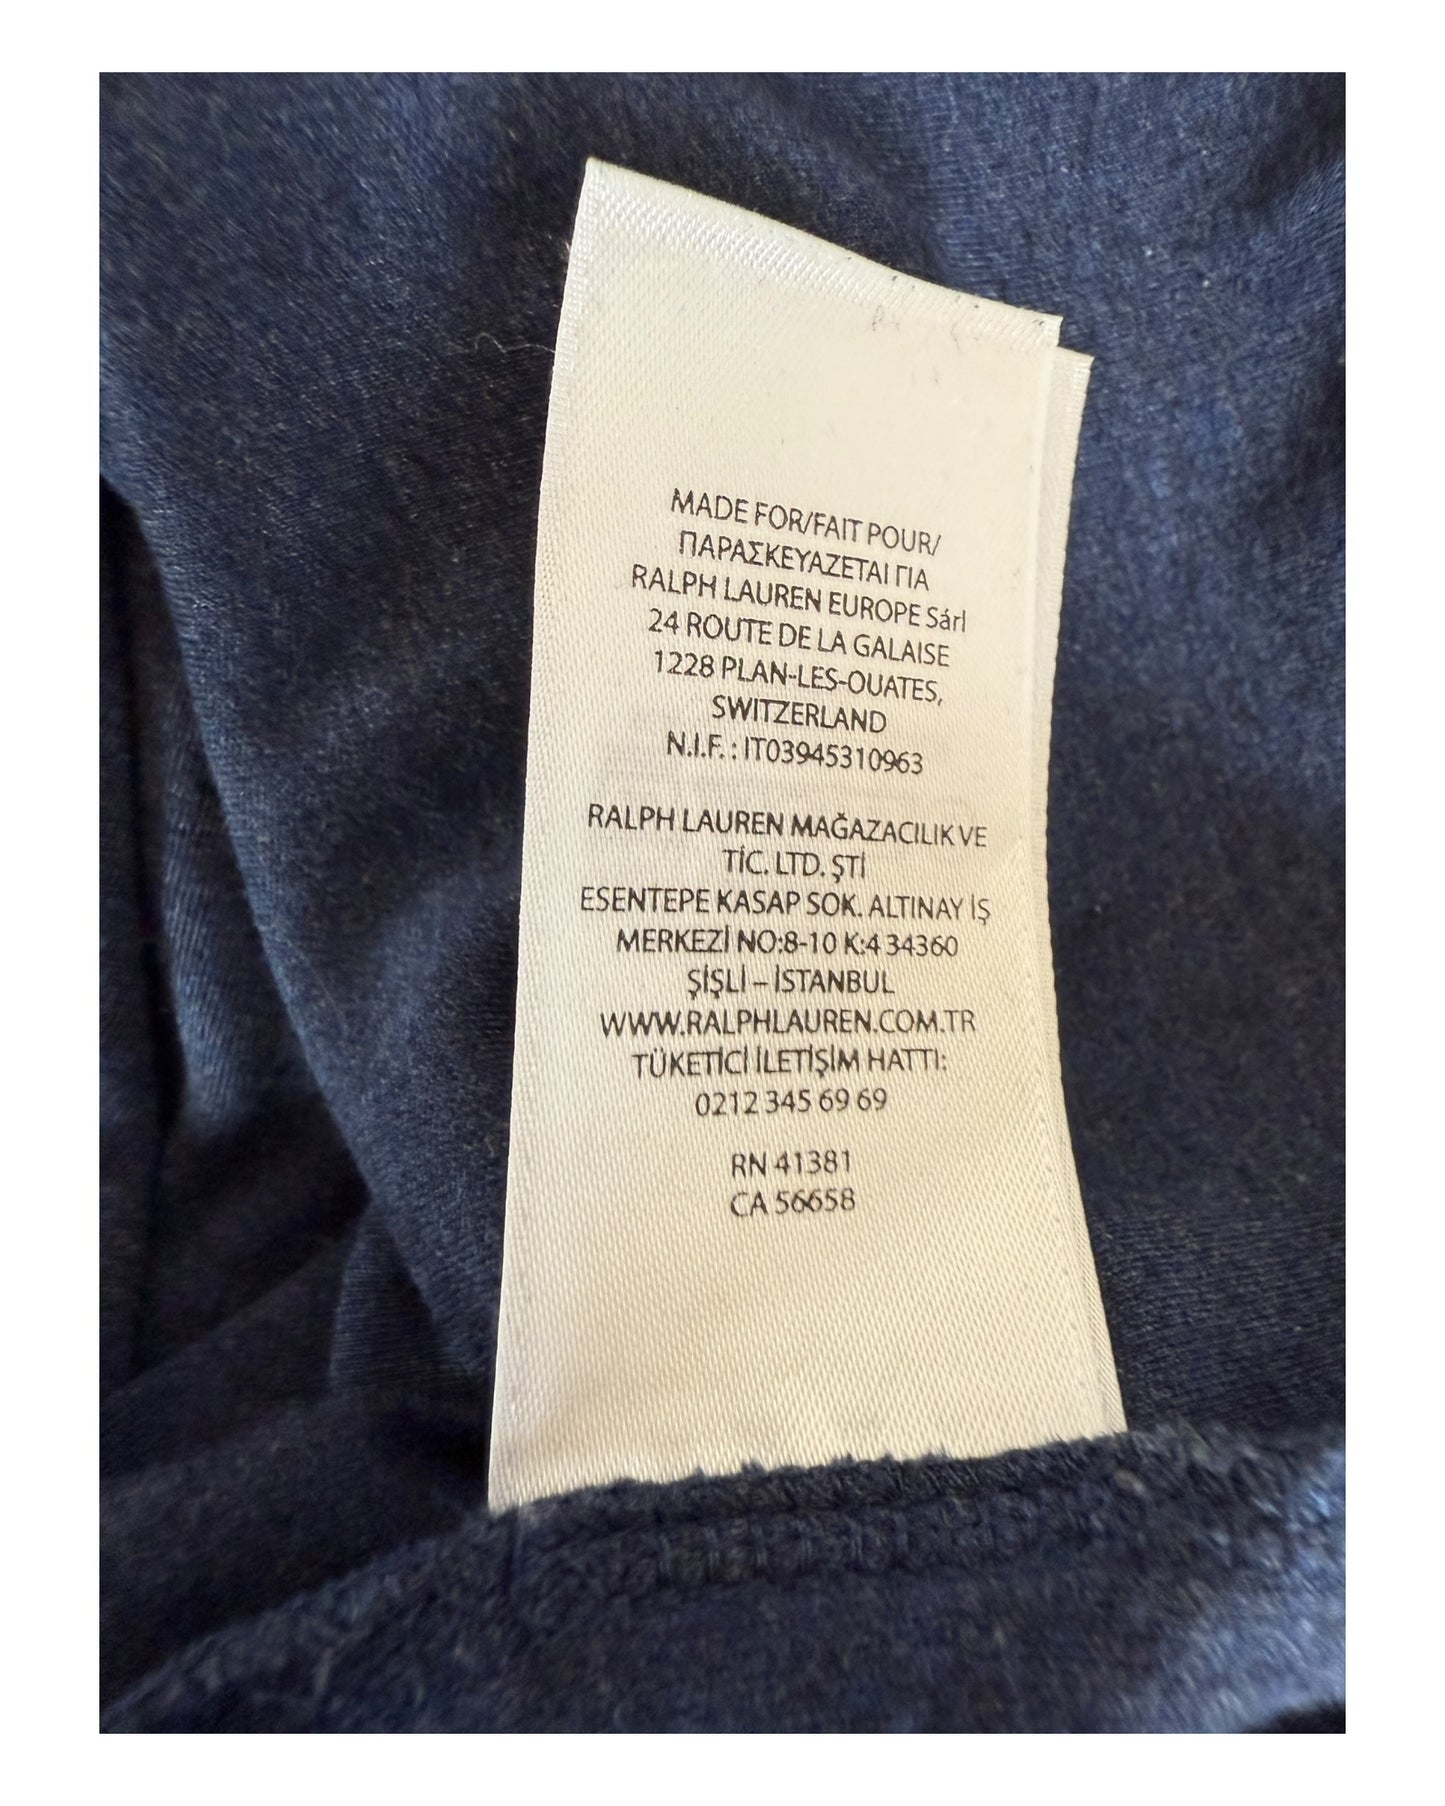 MADE FOR/FAIT POUR/
ΠΑΡΑΣΚΕΥΑΖΕΤΑΙ ΓΙΑ
RALPH LAUREN EUROPE Sárl
24 ROUTE DE LA GALAISE
1228 PLAN-LES-OUATES,
SWITZERLAND
N.I.F. : IT03945310963
RALPH LAUREN MAĞAZACILIK VE
TİC. LTD. ŞTİ
ESENTEPE KASAP SOK. ALTINAY İŞ
MERKEZİ NO:8-10 K:4 34360
ŞİŞLİ – İSTANBUL
WWW.RALPHLAUREN.COM.TR
TÜKETİCİ İLETİŞİM HATTI:
0212 345 69 69
RN 41381
CA 56658